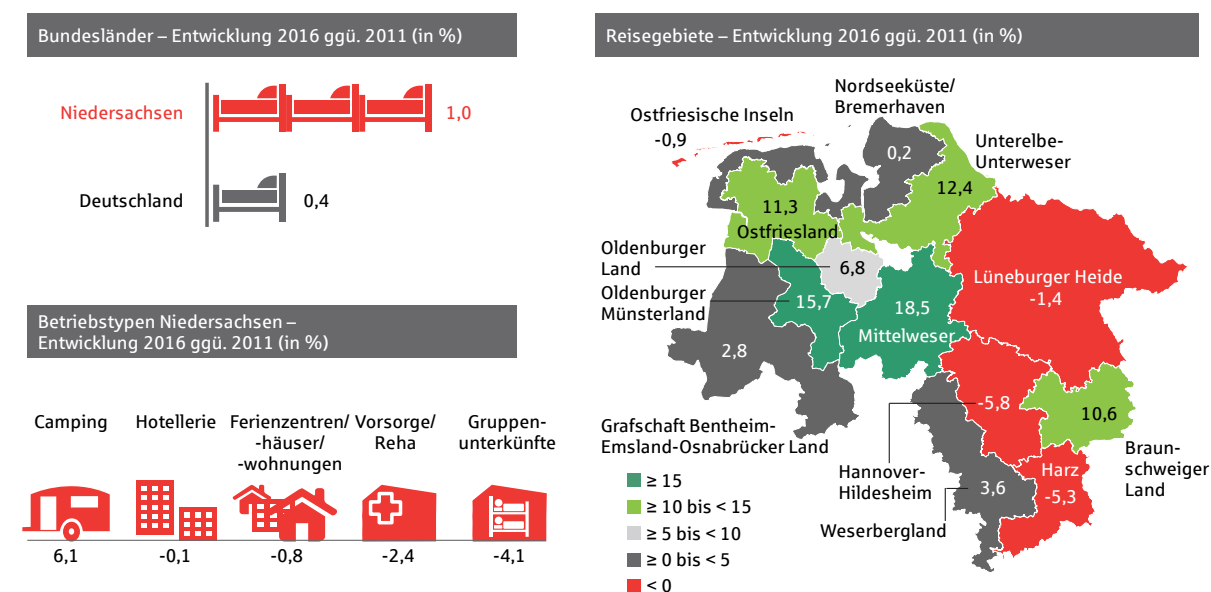 Bundesländer – Entwicklung 2016 ggü. 2011 (in %)
Niedersachsen
1,0
Deutschland
0,4
Betriebstypen Niedersachsen –
Entwicklung 2016 ggü. 2011 (in %)
Camping
Hotellerie
Ferienzentren/
-häuser/
-wohnungen
Vorsorge/
Reha
Gruppen-
unterkünfte
6,1
-0,1
-0,8
-2,4
-4,1
Reisegebiete – Entwicklung 2016 ggü. 2011 (in %)
Nordseeküste/
Bremerhaven
0,2
Ostfriesische Inseln
-0,9
Unterelbe-
Unterweser
12,4
11,3
Ostfriesland
Oldenburger
Land
6,8
Oldenburger
Münsterland
15,7
18,5
Mittelweser
Lüneburger Heide
-1,4
2,8
Grafschaft Bentheim-
Emsland-Osnabrücker Land
-5,8
Hannover-
Hildesheim
10,6
Braun-
schweiger
Land
Harz
-5,3
3,6
Weserbergland
≥ 15
≥ 10 bis < 15
≥ 5 bis < 10
≥ 0 bis < 5
< 0